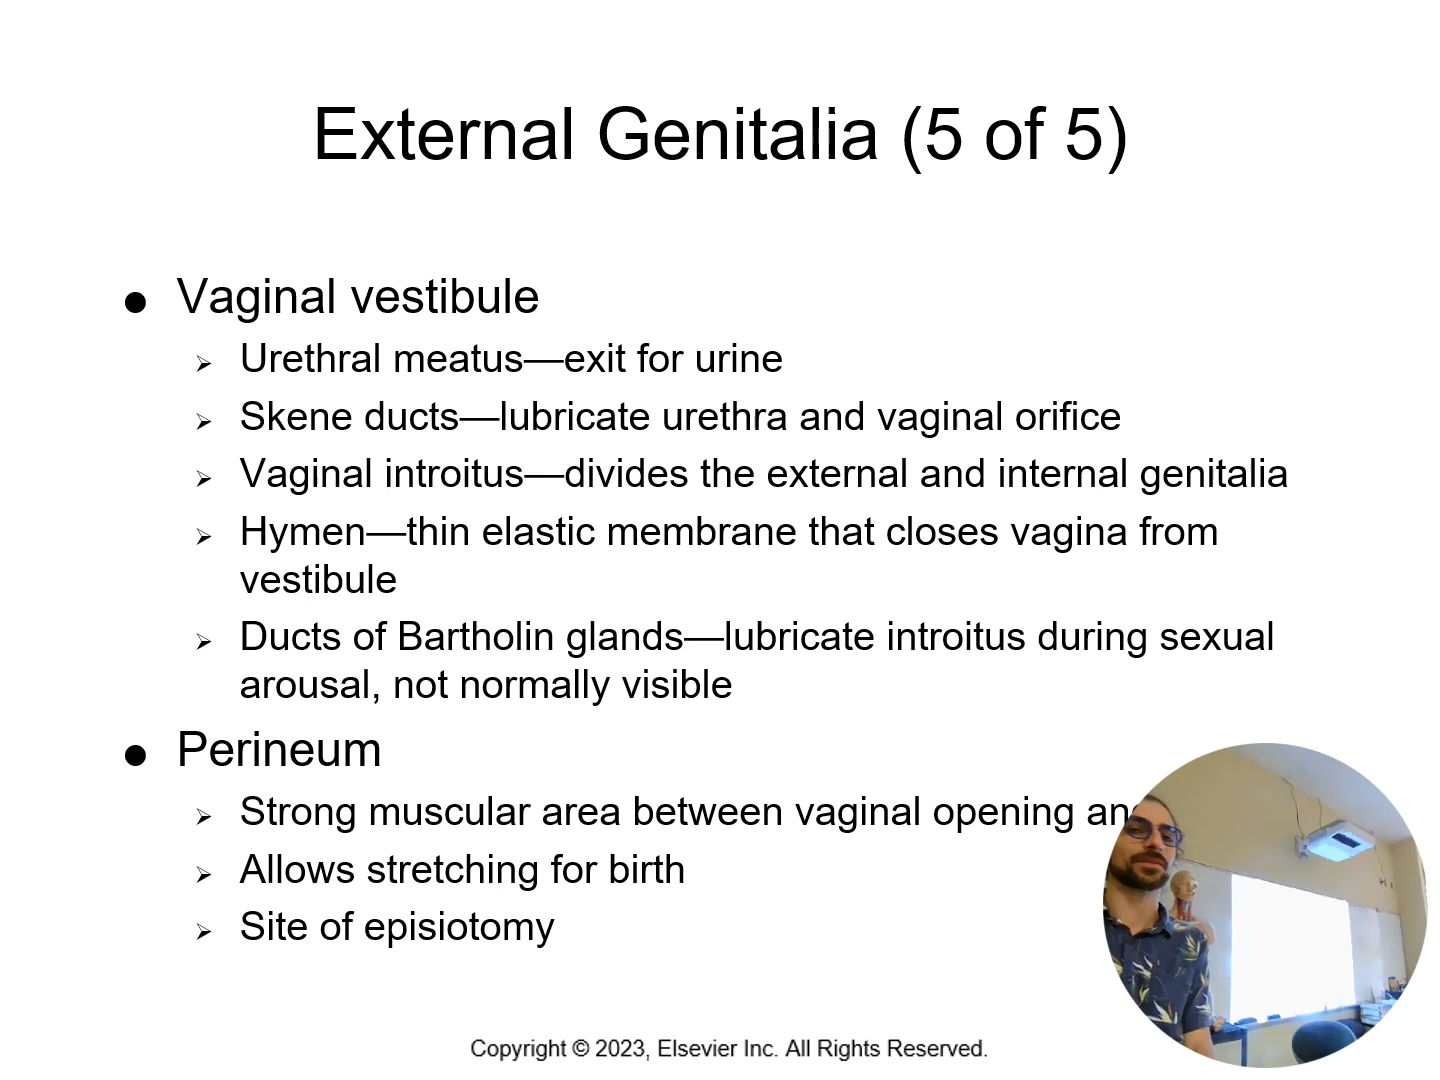 External Genitalia (5 of 5)
● Vaginal vestibule
➢ Urethral meatus—exit for urine
➢ Skene ducts—lubricate urethra and vaginal orifice
➢ Vaginal introitus—divides the external and internal genitalia
➢ Hymen—thin elastic membrane that closes vagina from
vestibule
➢ Ducts of Bartholin glands—lubricate introitus during sexual
arousal, not normally visible
● Perineum
➢ Strong muscular area between vaginal opening
➢ Allows stretching for birth
➢ Site of episiotomy
Copyright © 2023, Elsevier Inc. All Rights Reserved.